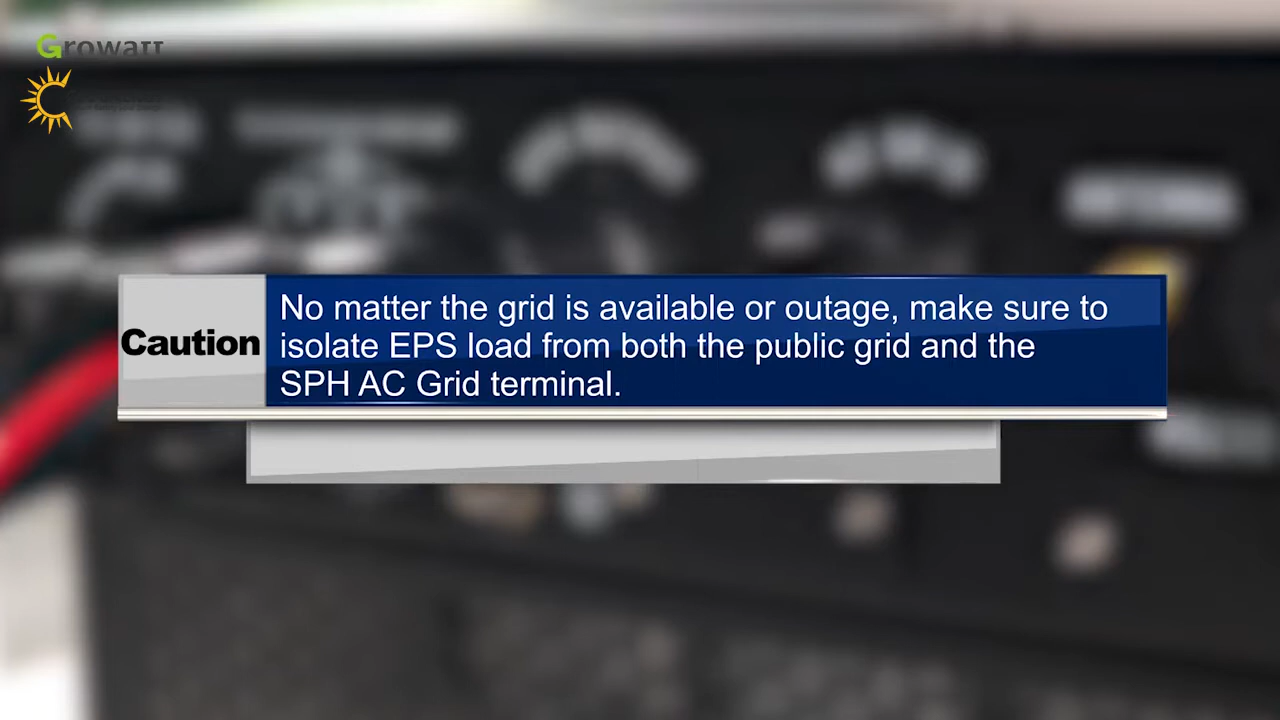 Growatt
Caution
No matter the grid is available or outage, make sure to
isolate EPS load from both the public grid and the
SPH AC Grid terminal.